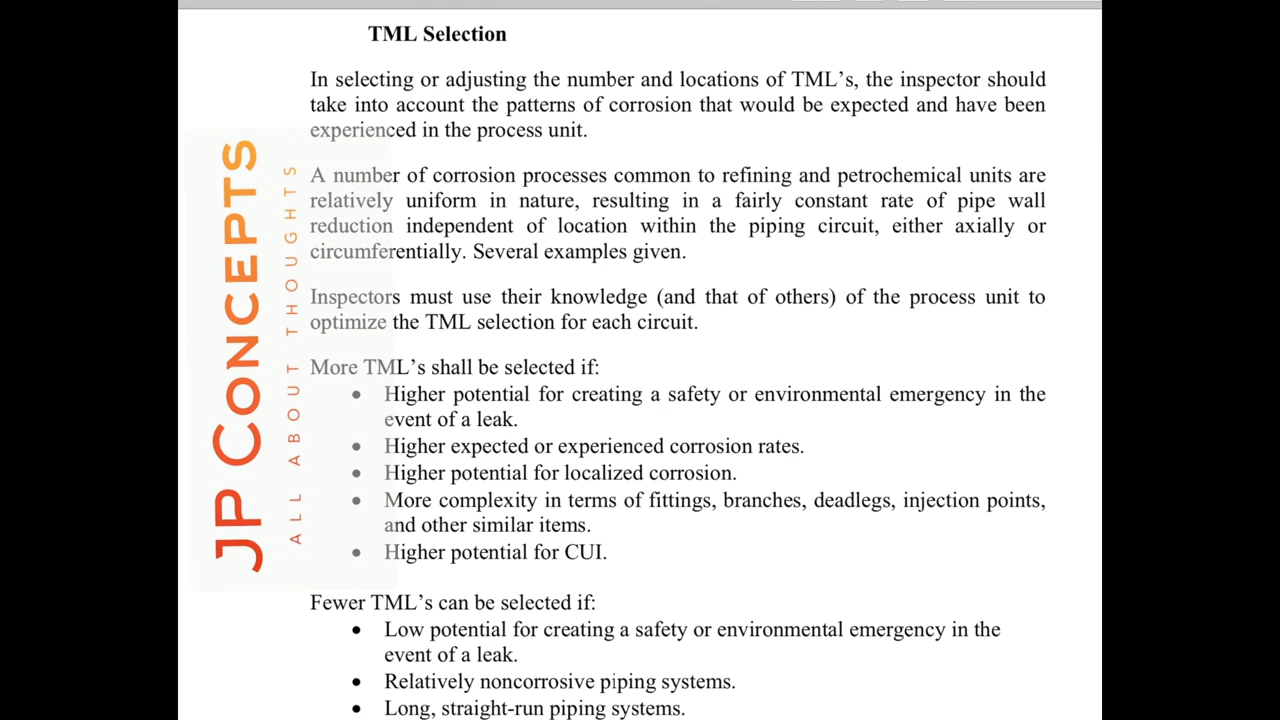 TML Selection
In selecting or adjusting the number and locations of TML’s, the inspector should
take into account the patterns of corrosion that would be expected and have been
experienced in the process unit.
A number of corrosion processes common to refining and petrochemical units are
relatively uniform in nature, resulting in a fairly constant rate of pipe wall
reduction independent of location within the piping circuit, either axially or
circumferentially. Several examples given.
Inspectors must use their knowledge (and that of others) of the process unit to
optimize the TML selection for each circuit.
More TML’s shall be selected if:
• Higher potential for creating a safety or environmental emergency in the
event of a leak.
• Higher expected or experienced corrosion rates.
• Higher potential for localized corrosion.
• More complexity in terms of fittings, branches, deadlegs, injection points,
and other similar items.
• Higher potential for CUI.
Fewer TML’s can be selected if:
• Low potential for creating a safety or environmental emergency in the
event of a leak.
• Relatively noncorrosive piping systems.
• Long, straight-run piping systems.
JP CONCEPTS
ALL ABOUT THOUGHTS